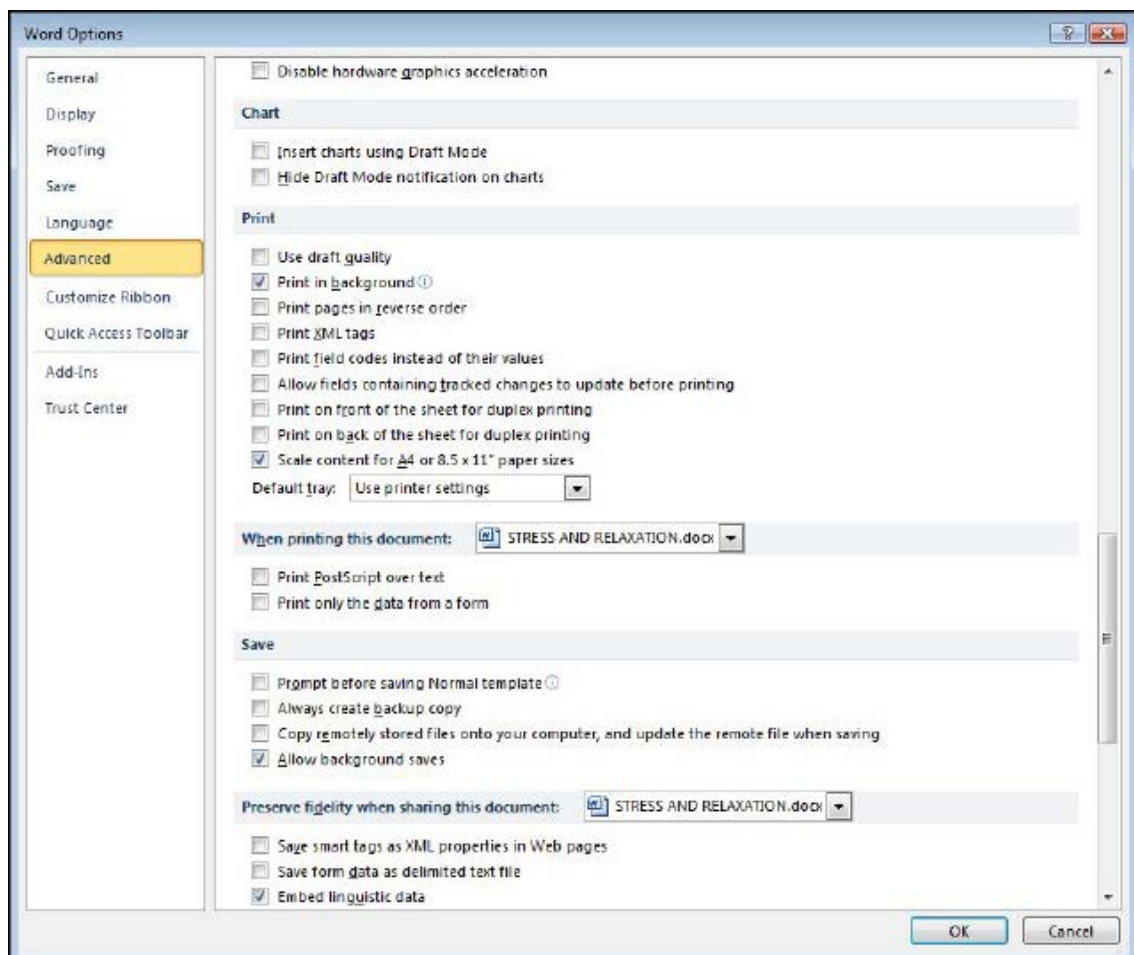 Word Options
General
Display
Proofing
Save
Language
Advanced
Customize Ribbon
Quick Access Toolbar
Add-Ins
Trust Center
Disable hardware graphics acceleration
Chart
Insert charts using Draft Mode
Hide Draft Mode notification on charts
Print
Use draft quality
Print in background
Print pages in reverse order
Print XML tags
Print field codes instead of their values
Allow fields containing tracked changes to update before printing
Print on front of the sheet for duplex printing
Print on back of the sheet for duplex printing
Scale content for A4 or 8.5 x 11" paper sizes
Default tray: Use printer settings
When printing this document: STRESS AND RELAXATION.docx
Print PostScript over text
Print only the data from a form
Save
Prompt before saving Normal template
Always create backup copy
Copy remotely stored files onto your computer, and update the remote file when saving
Allow background saves
Preserve fidelity when sharing this document: STRESS AND RELAXATION.docx
Save smart tags as XML properties in Web pages
Save form data as delimited text file
Embed linguistic data
OK Cancel